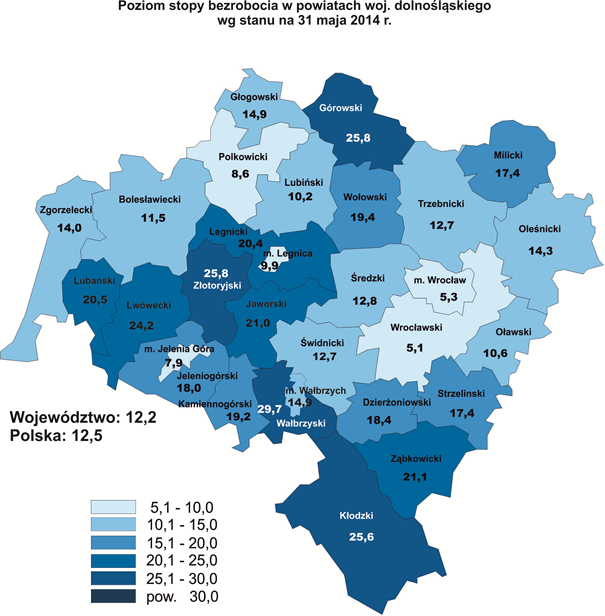 Poziom stopy bezrobocia w powiatach woj. dolnośląskiego
wg stanu na 31 maja 2014 r.
Głogowski
14,9
Górowski
25,8
Polkowicki
8,6
Milicki
17,4
Lubiński
10,2
Wołowski
19,4
Trzebnicki
12,7
Bolesławiecki
11,5
Zgorzelecki
14,0
Oleśnicki
14,3
Legnicki
20,4
m. Legnica
9,9
25,8
Złotoryjski
Lubański
20,5
Lwówecki
24,2
Jaworski
21,0
Średzki
12,8
m. Wrocław
5,3
Wrocławski
5,1
Oławski
10,6
Świdnicki
12,7
m. Jelenia Góra
7,9
Jeleniogórski
18,0
Kamiennogórski
19,2
29,7
Wałbrzyski
m. Wałbrzych
14,9
Dzierżoniowski
18,4
Strzelinski
17,4
Ząbkowicki
21,1
Kłodzki
25,6
Województwo: 12,2
Polska: 12,5
5,1 - 10,0
10,1 - 15,0
15,1 - 20,0
20,1 - 25,0
25,1 - 30,0
pow. 30,0